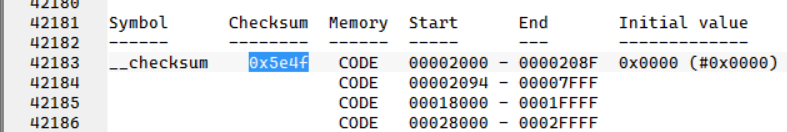 42180
42181 Symbol Checksum Memory Start End Initial value
42182 ------ -------- ------ ----- --- -------------
42183 __checksum 0x5e4f CODE 00002000 - 0000208F 0x0000 (#0x0000)
42184 CODE 00002094 - 00007FFF
42185 CODE 00018000 - 0001FFFF
42186 CODE 00028000 - 0002FFFF